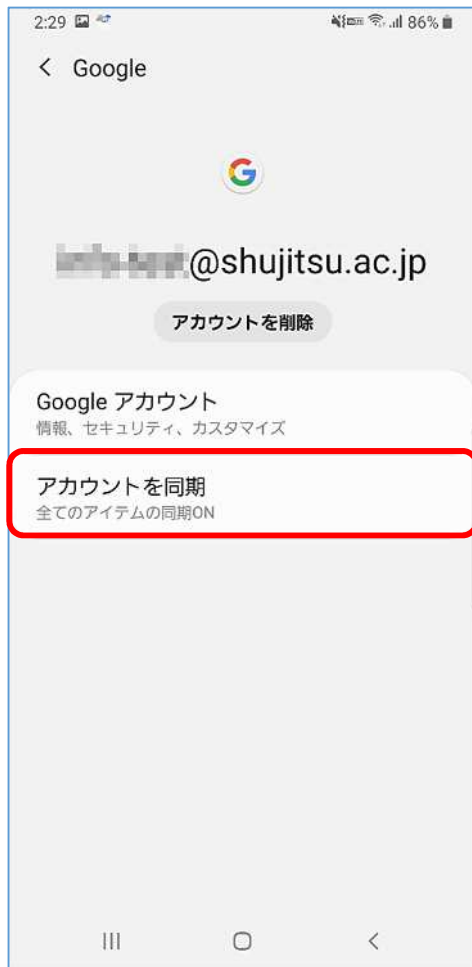 2:29 86%
Google
@shujitsu.ac.jp
アカウントを削除
Google アカウント
情報、セキュリティ、カスタマイズ
アカウントを同期
全てのアイテムの同期ON